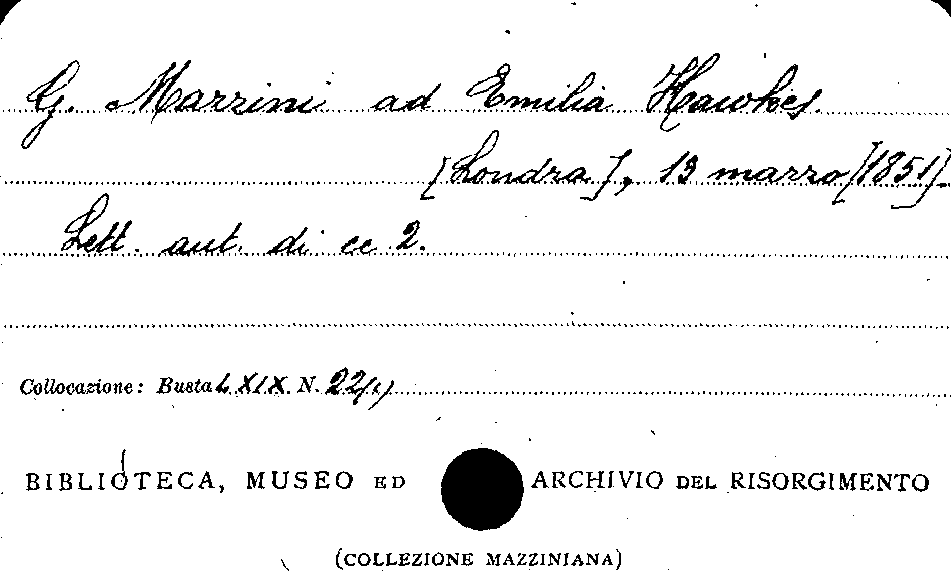 G. Mazzini ad Emilia Hawkes.
[Londra], 13 marzo [1851].
Lett. aut. di cc 2.
Collocazione: Busta LXIX N. 22/1)
BIBLIOTECA, MUSEO ED ARCHIVIO DEL RISORGIMENTO
(COLLEZIONE MAZZINIANA)